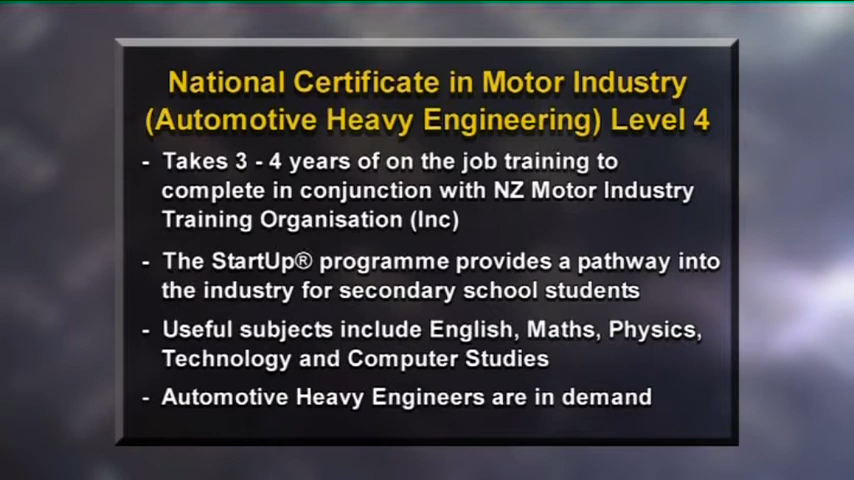 National Certificate in Motor Industry
(Automotive Heavy Engineering) Level 4
- Takes 3 - 4 years of on the job training to
complete in conjunction with NZ Motor Industry
Training Organisation (Inc)
- The StartUp® programme provides a pathway into
the industry for secondary school students
- Useful subjects include English, Maths, Physics,
Technology and Computer Studies
- Automotive Heavy Engineers are in demand